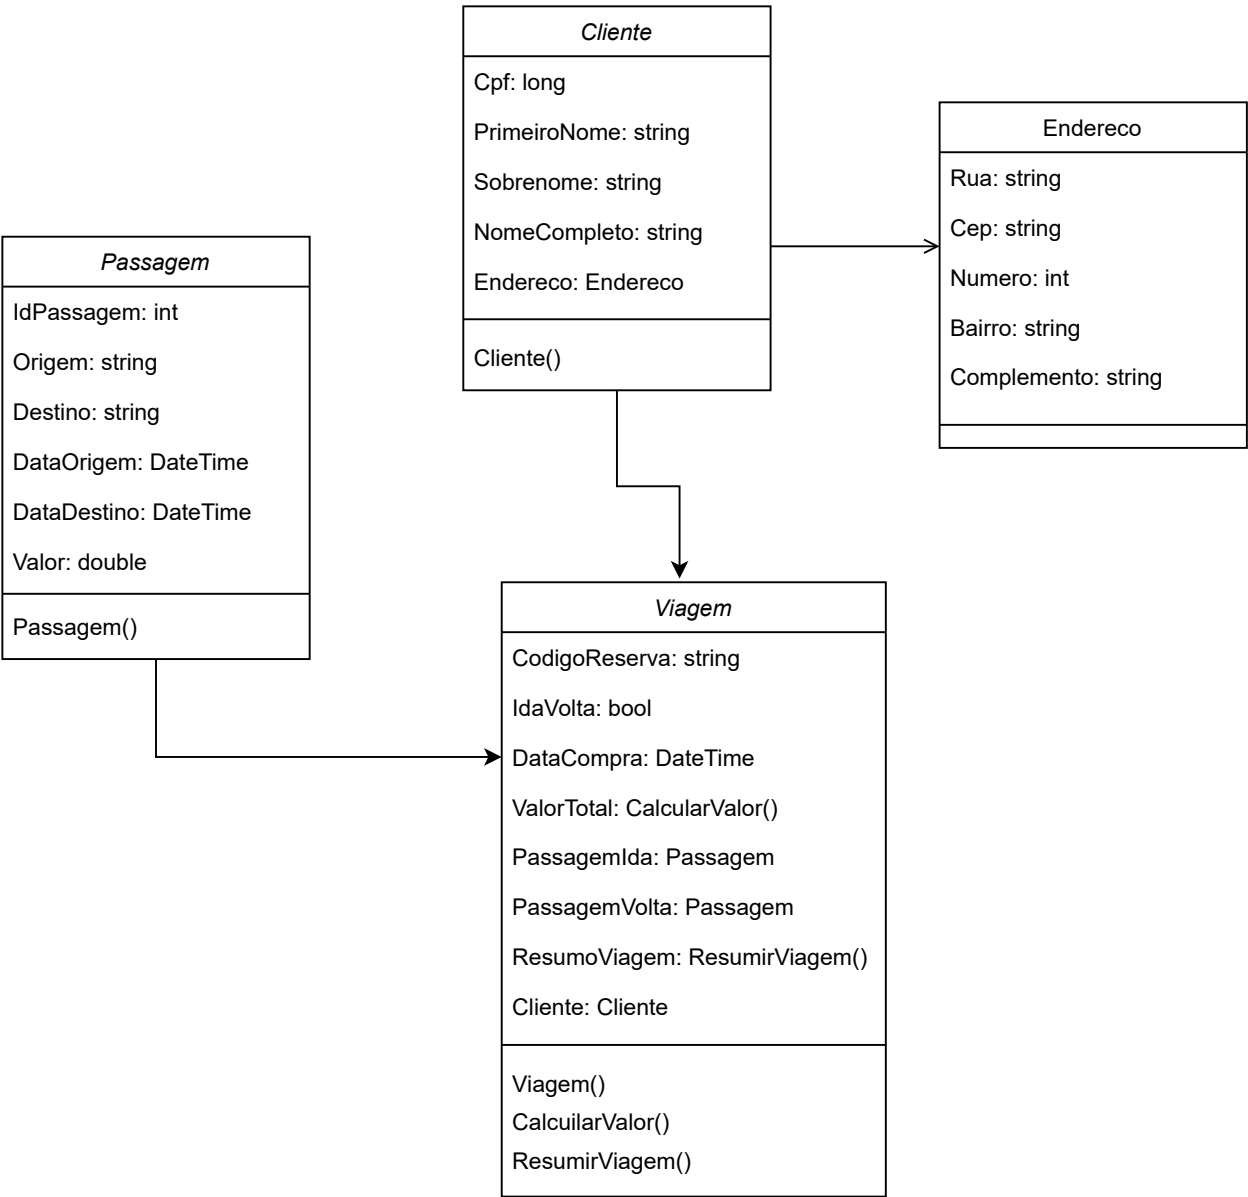 Cliente
Cpf: long
PrimeiroNome: string
Sobrenome: string
NomeCompleto: string
Endereco: Endereco
Cliente()
Endereco
Rua: string
Cep: string
Numero: int
Bairro: string
Complemento: string
Passagem
IdPassagem: int
Origem: string
Destino: string
DataOrigem: DateTime
DataDestino: DateTime
Valor: double
Passagem()
Viagem
CodigoReserva: string
IdaVolta: bool
DataCompra: DateTime
ValorTotal: CalcularValor()
PassagemIda: Passagem
PassagemVolta: Passagem
ResumoViagem: ResumirViagem()
Cliente: Cliente
Viagem()
CalcuilarValor()
ResumirViagem()